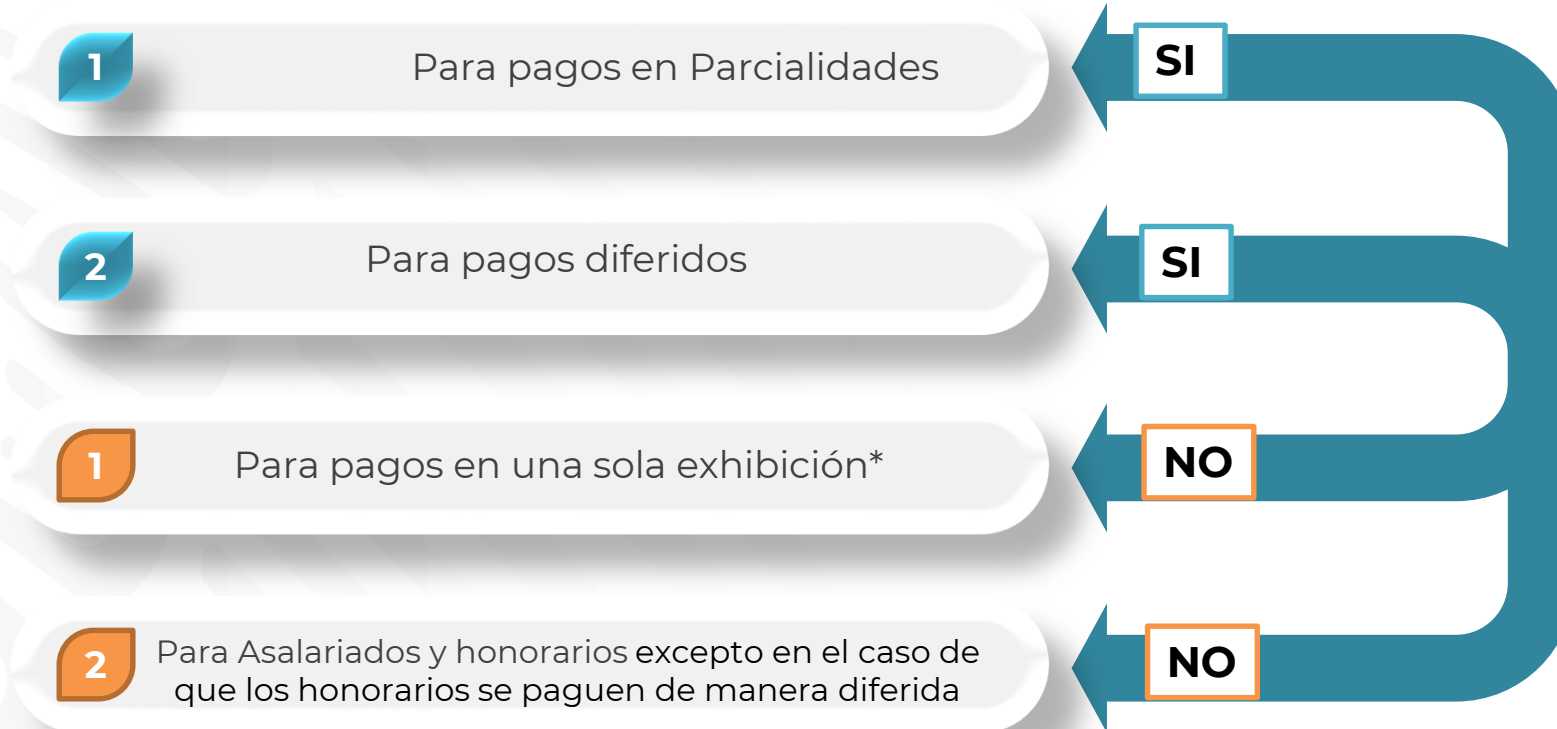 1 Para pagos en Parcialidades SI
2 Para pagos diferidos SI
1 Para pagos en una sola exhibición* NO
2 Para Asalariados y honorarios excepto en el caso de
que los honorarios se paguen de manera diferida NO